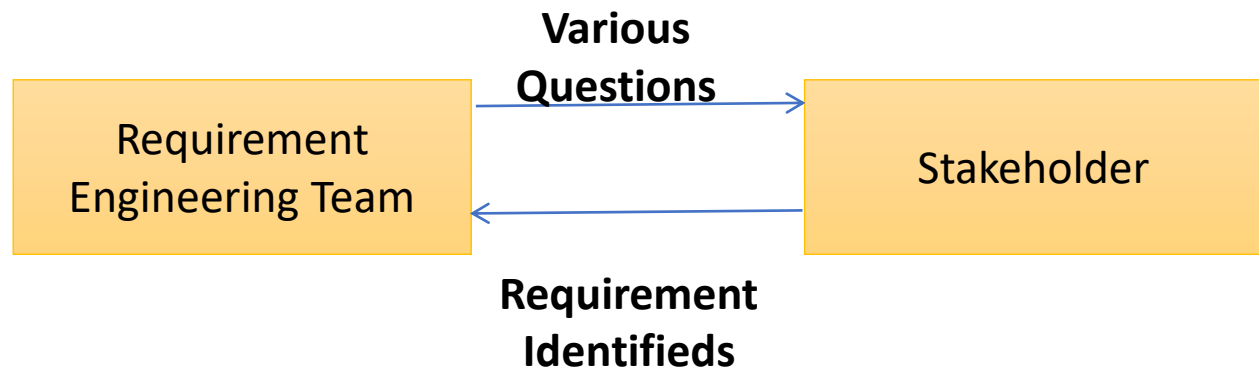 Various
Questions
Requirement
Engineering Team
Stakeholder
Requirement
Identifieds